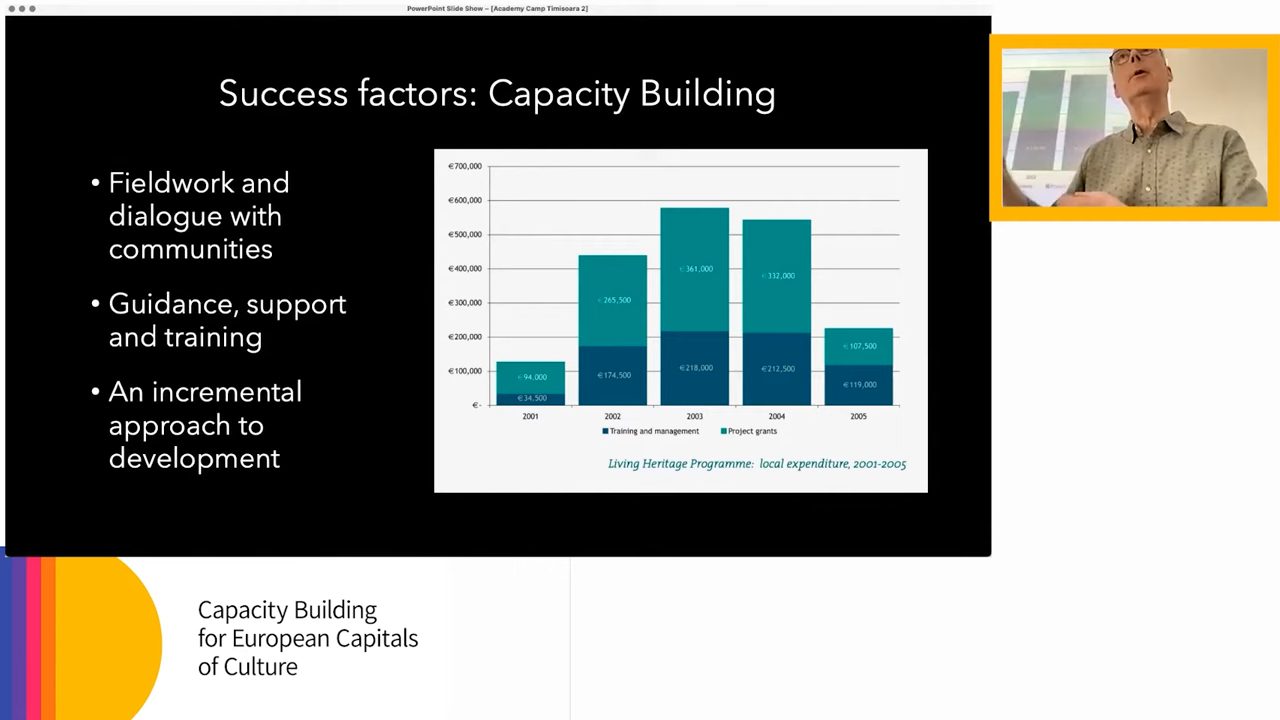 PowerPoint Slide Show – [Academy Camp Timisoara 2]
Success factors: Capacity Building
• Fieldwork and
dialogue with
communities
• Guidance, support
and training
• An incremental
approach to
development
€700,000
€600,000
€500,000
€400,000
€300,000
€200,000
€100,000
€-
€94,000
€34,500
€265,500
€174,500
€361,000
€218,000
€332,000
€212,500
€107,500
€119,000
2001 2002 2003 2004 2005
Training and management Project grants
Living Heritage Programme: local expenditure, 2001-2005
Capacity Building
for European Capitals
of Culture